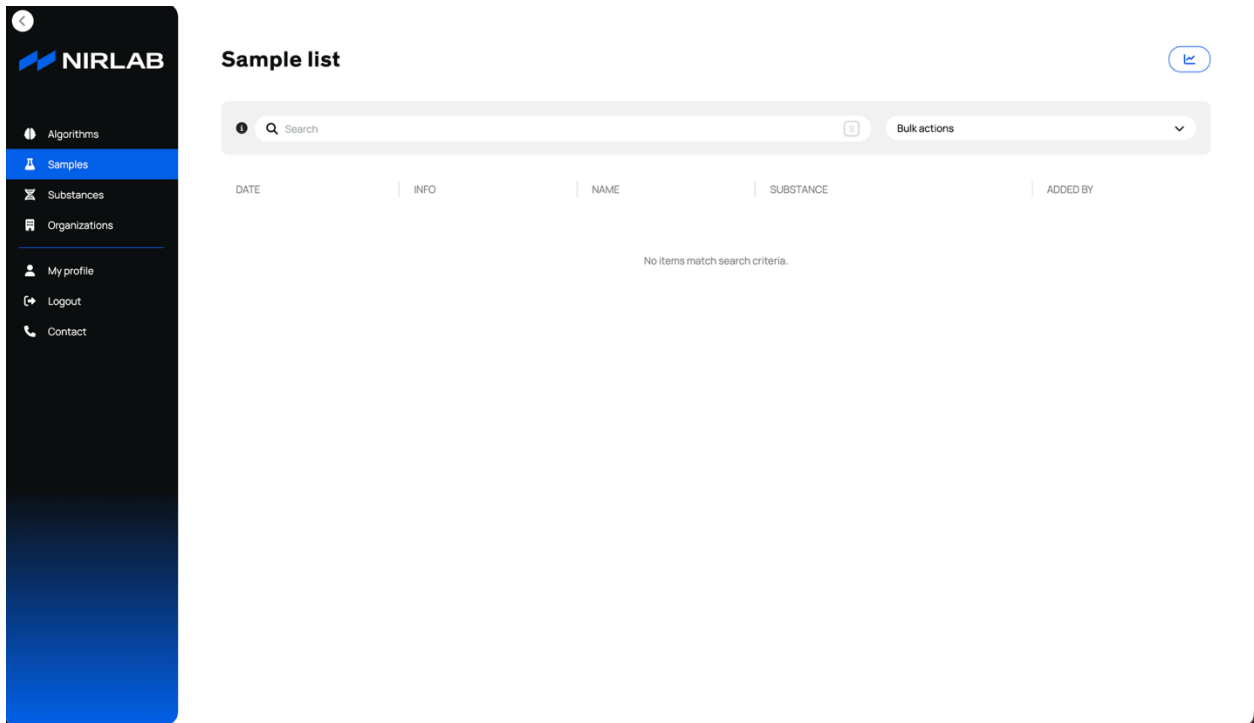 NIRLAB
Algorithms
Samples
Substances
Organizations
My profile
Logout
Contact
Sample list
Search
S
Bulk actions
DATE INFO NAME SUBSTANCE ADDED BY
No items match search criteria.